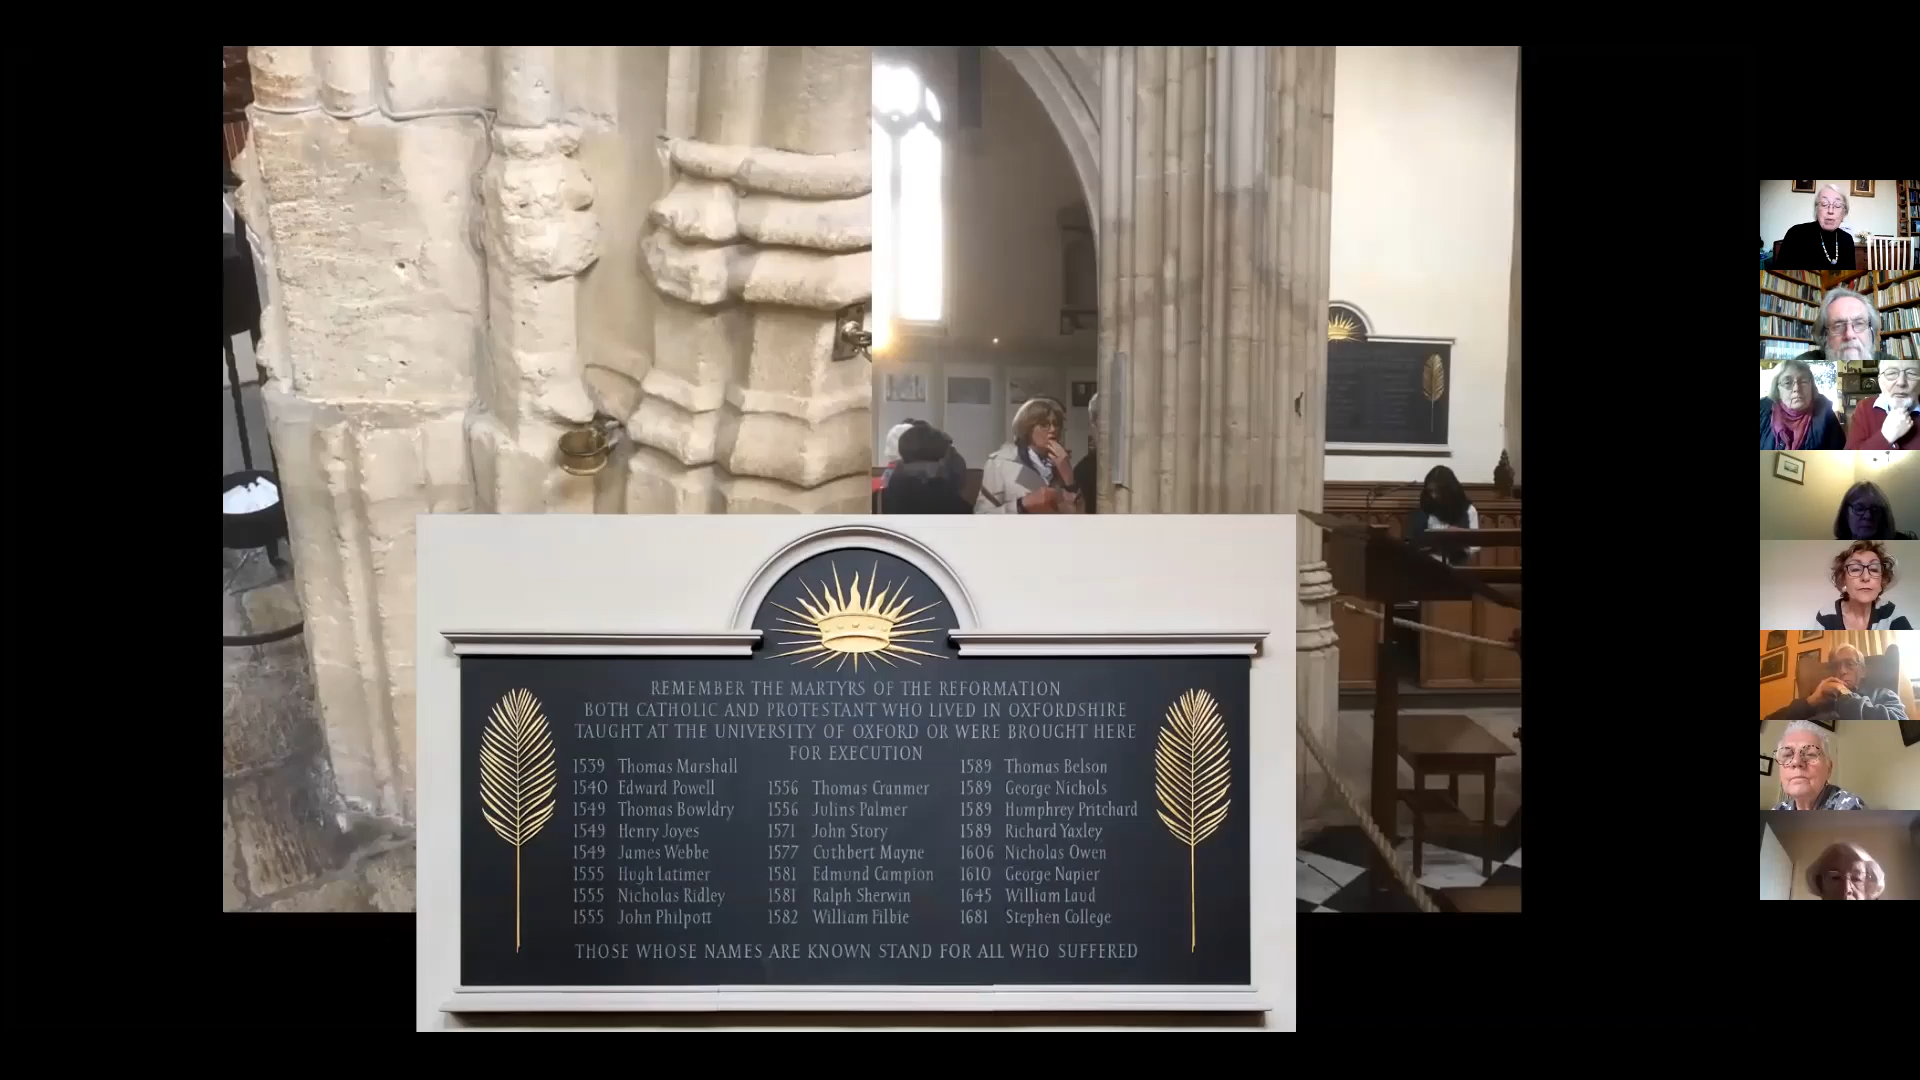 REMEMBER THE MARTYRS OF THE REFORMATION
BOTH CATHOLIC AND PROTESTANT WHO LIVED IN OXFORDSHIRE
TAUGHT AT THE UNIVERSITY OF OXFORD OR WERE BROUGHT HERE
FOR EXECUTION
1539 Thomas Marshall
1540 Edward Powell
1549 Thomas Bowldry
1549 Henry Joyes
1549 James Webbe
1555 Hugh Latimer
1555 Nicholas Ridley
1555 John Philpott
1556 Thomas Cranmer
1556 Julins Palmer
1571 John Story
1577 Cuthbert Mayne
1581 Edmund Campion
1581 Ralph Sherwin
1582 William Filbie
1589 Thomas Belson
1589 George Nichols
1589 Humphrey Pritchard
1589 Richard Yaxley
1606 Nicholas Owen
1610 George Napier
1645 William Laud
1681 Stephen College
THOSE WHOSE NAMES ARE KNOWN STAND FOR ALL WHO SUFFERED